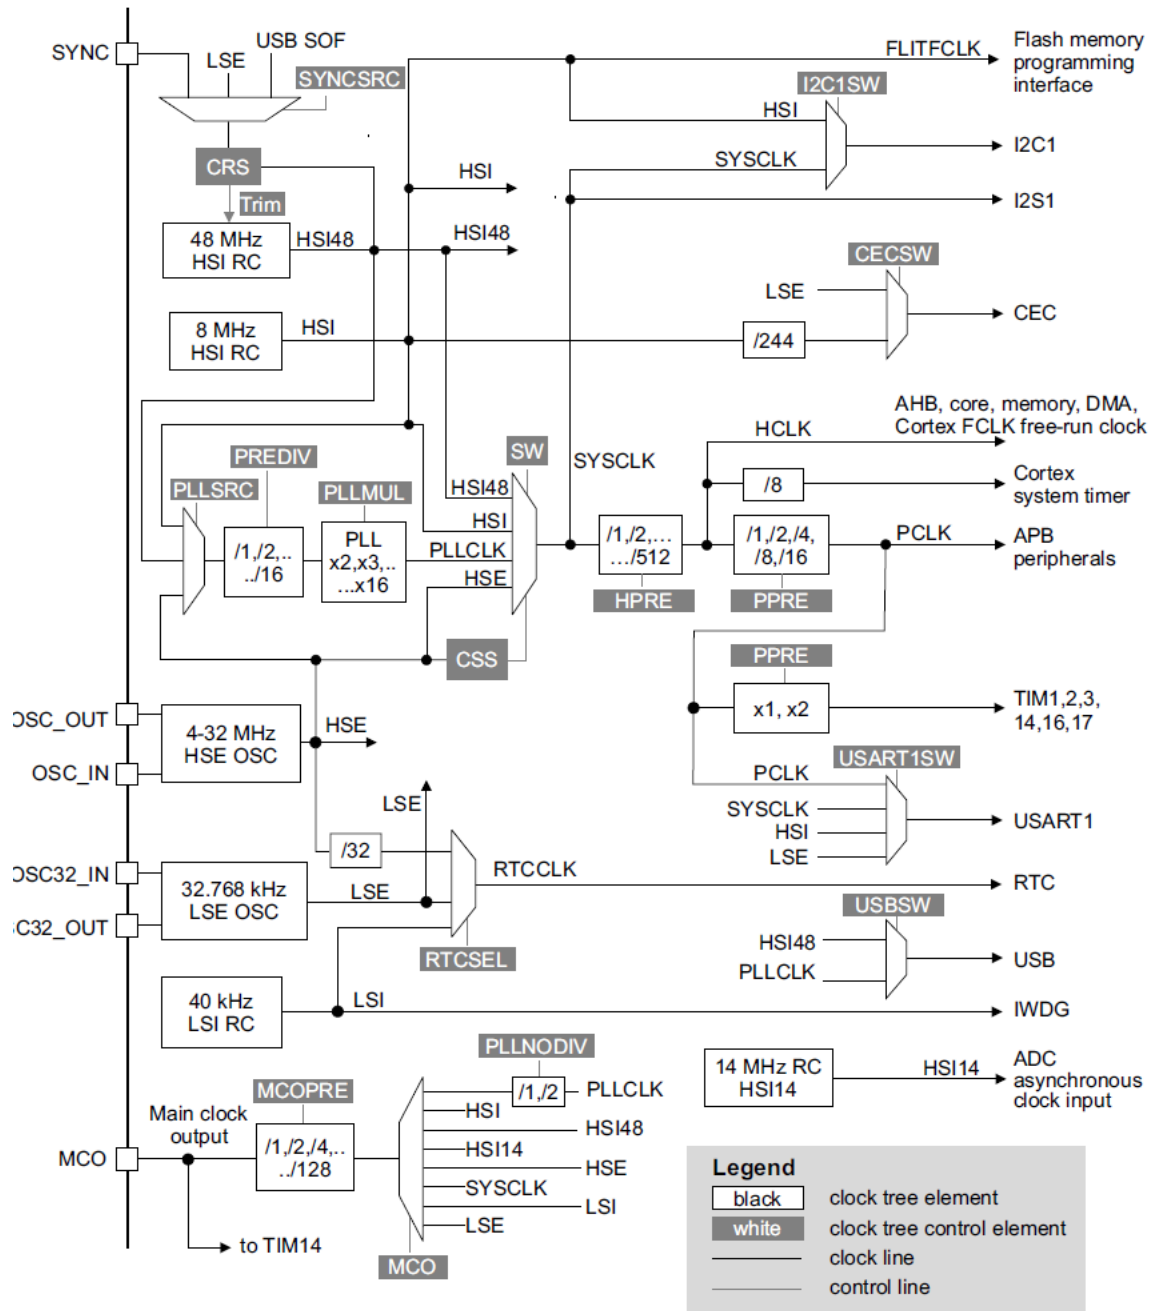 SYNC
LSE
USB SOF
SYNCSRC
CRS
Trim
48 MHz
HSI RC
HSI48
HSI
HSI48
8 MHz
HSI RC
HSI
FLITFCLK
Flash memory
programming
interface
I2C1SW
HSI
SYSCLK
I2C1
I2S1
CECSW
LSE
/244
CEC
AHB, core, memory, DMA,
Cortex FCLK free-run clock
HCLK
SW
SYSCLK
/8
Cortex
system timer
PREDIV
PLLSRC
PLLMUL
HSI48
HSI
PLLCLK
HSE
/1,/2,..
../16
PLL
x2,x3,..
...x16
/1,/2,...
.../512
HPRE
/1,/2,/4,
/8,/16
PPRE
PCLK
APB
peripherals
CSS
PPRE
x1, x2
TIM1,2,3,
14,16,17
OSC_OUT
OSC_IN
4-32 MHz
HSE OSC
HSE
PCLK
USART1SW
SYSCLK
HSI
LSE
USART1
LSE
/32
RTCCLK
RTC
OSC32_IN
SC32_OUT
32.768 kHz
LSE OSC
LSE
RTCSEL
USBSW
HSI48
PLLCLK
USB
40 kHz
LSI RC
LSI
IWDG
14 MHz RC
HSI14
HSI14
ADC
asynchronous
clock input
PLLNODIV
/1,/2
PLLCLK
HSI
HSI48
HSI14
HSE
SYSCLK
LSI
LSE
MCO
MCOPRE
/1,/2,/4,..
../128
Main clock
output
MCO
to TIM14
Legend
black
clock tree element
white
clock tree control element
clock line
control line